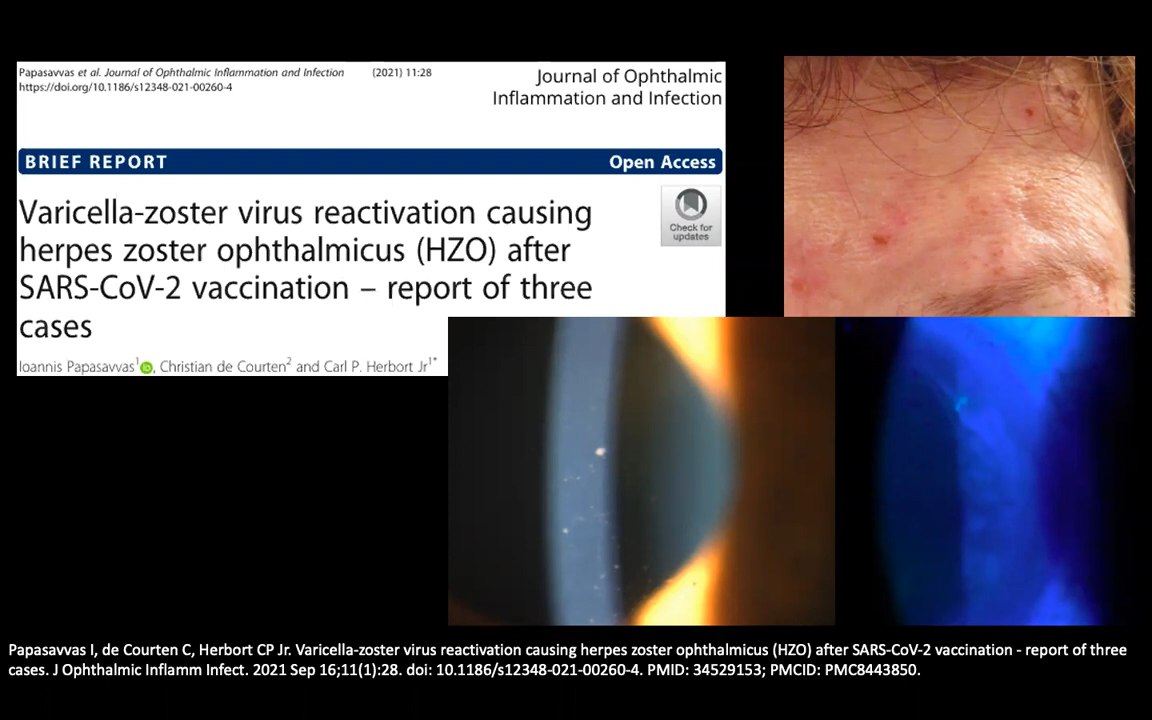 Papasavvas et al. Journal of Ophthalmic Inflammation and Infection (2021) 11:28
https://doi.org/10.1186/s12348-021-00260-4
Journal of Ophthalmic
Inflammation and Infection
BRIEF REPORT Open Access
Varicella-zoster virus reactivation causing
herpes zoster ophthalmicus (HZO) after
SARS-CoV-2 vaccination – report of three
cases
Check for
updates
Ioannis Papasavvas1 iD, Christian de Courten2 and Carl P. Herbort Jr1*
Papasavvas I, de Courten C, Herbort CP Jr. Varicella-zoster virus reactivation causing herpes zoster ophthalmicus (HZO) after SARS-CoV-2 vaccination - report of three
cases. J Ophthalmic Inflamm Infect. 2021 Sep 16;11(1):28. doi: 10.1186/s12348-021-00260-4. PMID: 34529153; PMCID: PMC8443850.